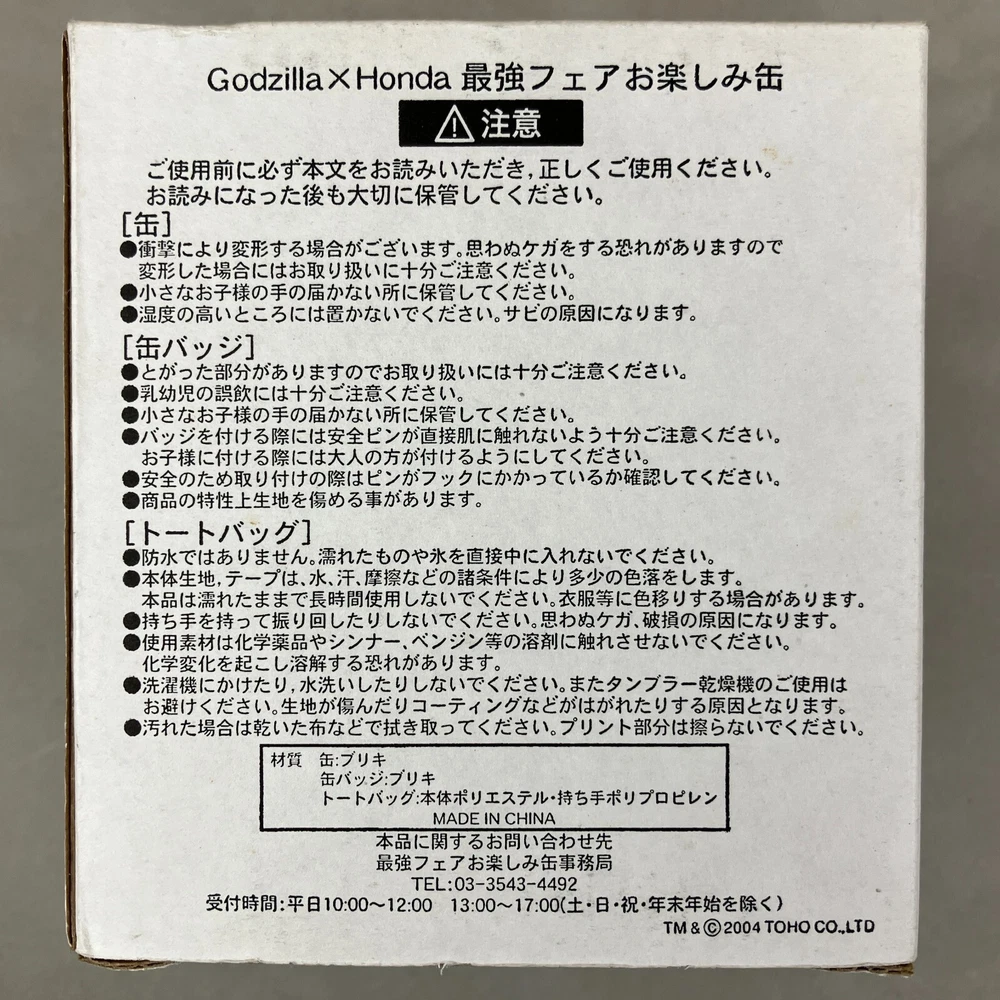 Godzilla×Honda 最強フェアお楽しみ缶
⚠注意
ご使用前に必ず本文をお読みいただき,正しくご使用ください。
お読みになった後も大切に保管してください。
[缶]
●衝撃により変形する場合がございます。思わぬケガをする恐れがありますので
変形した場合にはお取り扱いに十分ご注意ください。
●小さなお子様の手の届かない所に保管してください。
●湿度の高いところには置かないでください。サビの原因になります。
[缶バッジ]
●とがった部分がありますのでお取り扱いには十分ご注意ください。
●乳幼児の誤飲には十分ご注意ください。
●小さなお子様の手の届かない所に保管してください。
●バッジを付ける際には安全ピンが直接肌に触れないよう十分ご注意ください。
お子様に付ける際には大人の方が付けるようにしてください。
●安全のため取り付けの際はピンがフックにかかっているか確認してください。
●商品の特性上生地を傷める事があります。
[トートバッグ]
●防水ではありません。濡れたものや氷を直接中に入れないでください。
●本体生地,テープは、水、汗、摩擦などの諸条件により多少の色落をします。
本品は濡れたままで長時間使用しないでください。衣服等に色移りする場合があります。
●持ち手を持って振り回したりしないでください。思わぬケガ、破損の原因になります。
●使用素材は化学薬品やシンナー、ベンジン等の溶剤に触れさせないでください。
化学変化を起こし溶解する恐れがあります。
●洗濯機にかけたり,水洗いしたりしないでください。またタンブラー乾燥機のご使用は
お避けください。生地が傷んだりコーティングなどがはがれたりする原因となります。
●汚れた場合は乾いた布などで拭き取ってください。プリント部分は擦らないでください。
材質 缶:ブリキ
缶バッジ:ブリキ
トートバッグ:本体ポリエステル・持ち手ポリプロピレン
MADE IN CHINA
本品に関するお問い合わせ先
最強フェアお楽しみ缶事務局
TEL:03-3543-4492
受付時間:平日10:00〜12:00 13:00〜17:00(土・日・祝・年末年始を除く)
TM & ©2004 TOHO CO.,LTD